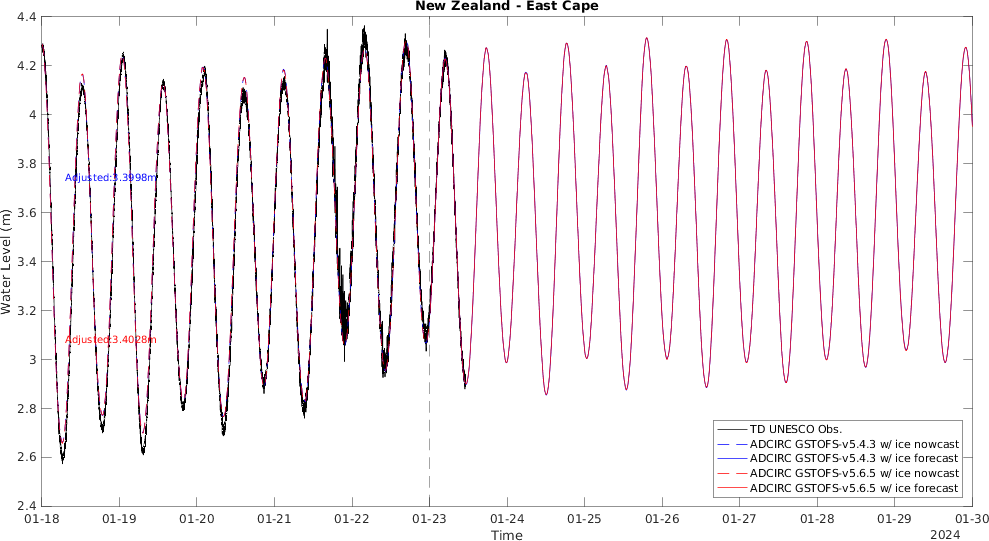 New Zealand - East Cape
4.4
4.2
4
3.8
3.6
3.4
3.2
3
2.8
2.6
2.4
Water Level (m)
Adjusted:3.3998m
Adjusted:3.4028m
TD UNESCO Obs.
ADCIRC GSTOFS-v5.4.3 w/ ice nowcast
ADCIRC GSTOFS-v5.4.3 w/ ice forecast
ADCIRC GSTOFS-v5.6.5 w/ ice nowcast
ADCIRC GSTOFS-v5.6.5 w/ ice forecast
01-18 01-19 01-20 01-21 01-22 01-23 01-24 01-25 01-26 01-27 01-28 01-29 01-30
Time
2024